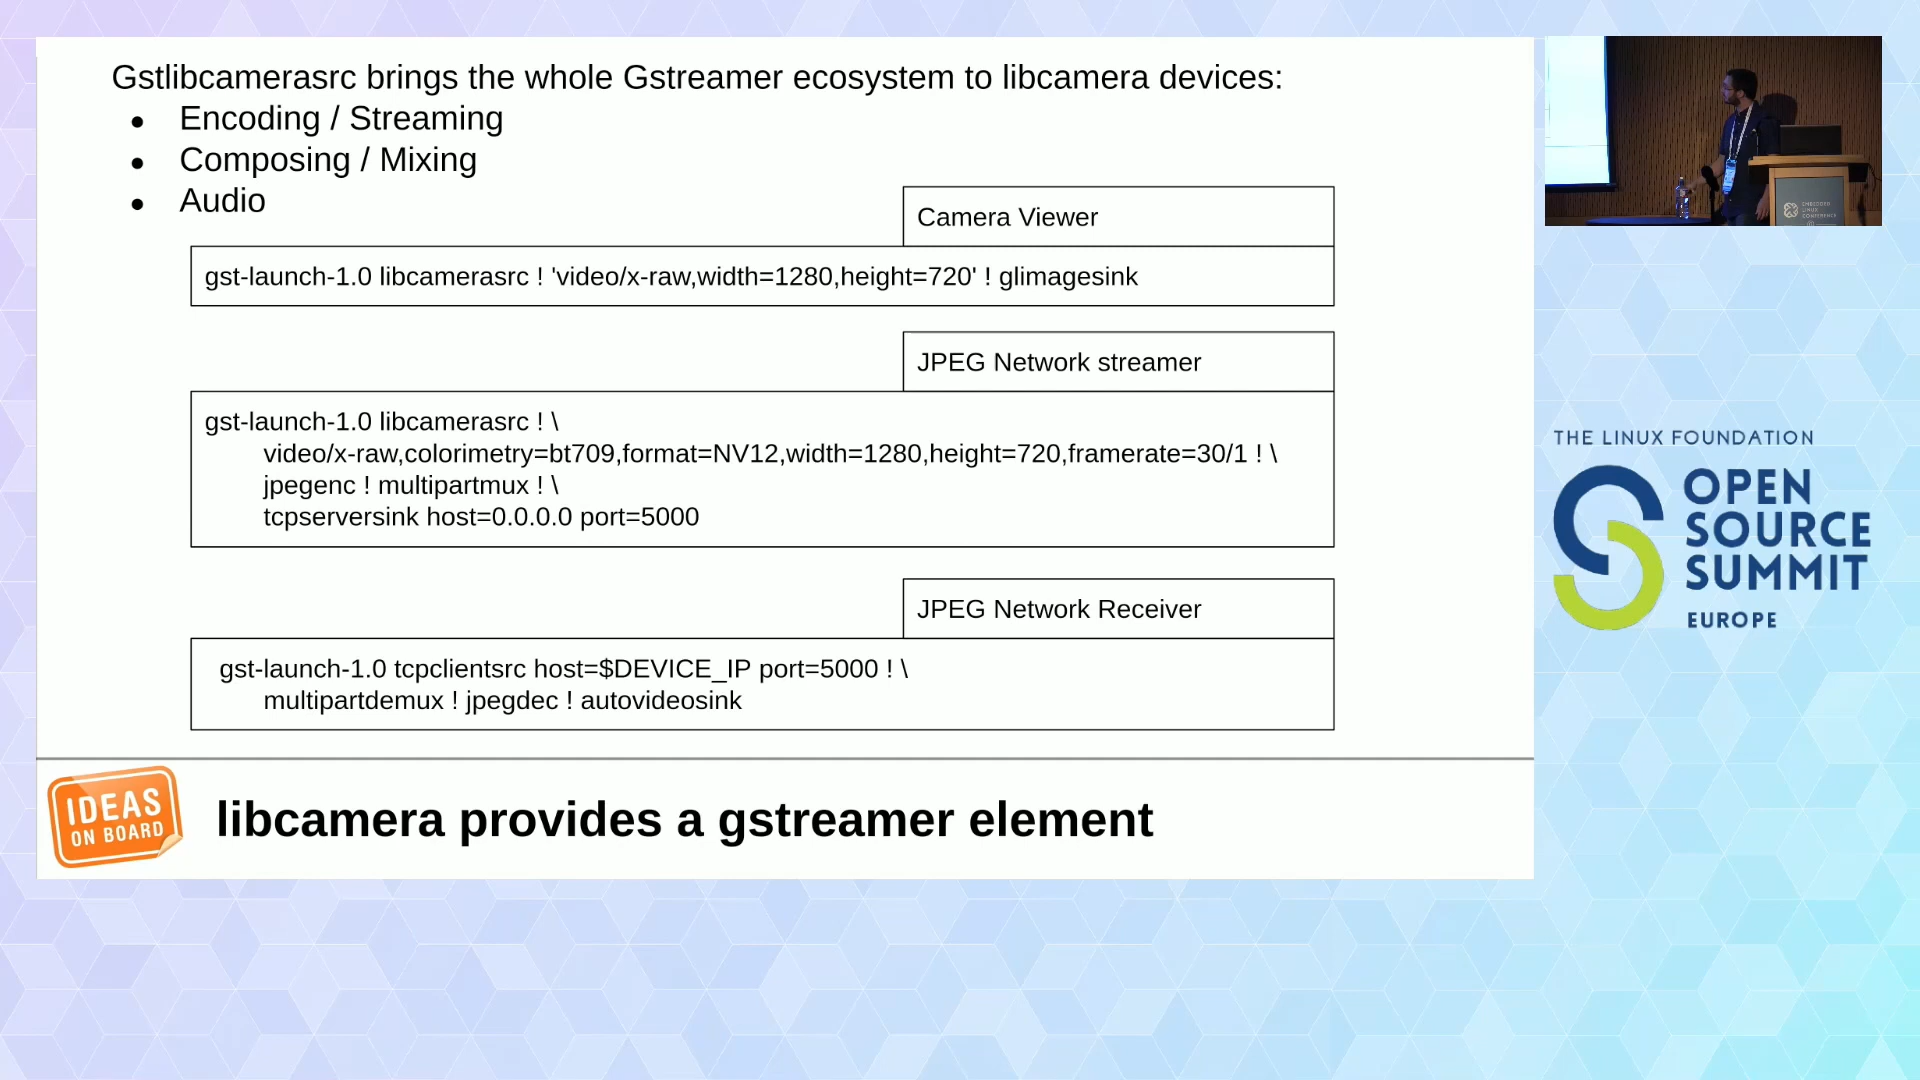 Gstlibcamerasrc brings the whole Gstreamer ecosystem to libcamera devices:
● Encoding / Streaming
● Composing / Mixing
● Audio
Camera Viewer
gst-launch-1.0 libcamerasrc ! 'video/x-raw,width=1280,height=720' ! glimagesink
JPEG Network streamer
gst-launch-1.0 libcamerasrc ! \
video/x-raw,colorimetry=bt709,format=NV12,width=1280,height=720,framerate=30/1 ! \
jpegenc ! multipartmux ! \
tcpserversink host=0.0.0.0 port=5000
JPEG Network Receiver
gst-launch-1.0 tcpclientsrc host=$DEVICE_IP port=5000 ! \
multipartdemux ! jpegdec ! autovideosink
IDEAS
ON BOARD
libcamera provides a gstreamer element
EMBEDDED
LINUX
CONFERENCE
THE LINUX FOUNDATION
OPEN
SOURCE
SUMMIT
EUROPE